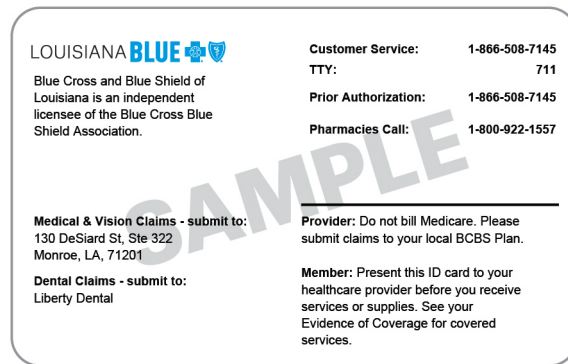 LOUISIANA BLUE
Blue Cross and Blue Shield of
Louisiana is an independent
licensee of the Blue Cross Blue
Shield Association.
Customer Service: 1-866-508-7145
TTY: 711
Prior Authorization: 1-866-508-7145
Pharmacies Call: 1-800-922-1557
SAMPLE
Medical & Vision Claims - submit to:
130 DeSiard St, Ste 322
Monroe, LA, 71201
Dental Claims - submit to:
Liberty Dental
Provider: Do not bill Medicare. Please
submit claims to your local BCBS Plan.
Member: Present this ID card to your
healthcare provider before you receive
services or supplies. See your
Evidence of Coverage for covered
services.